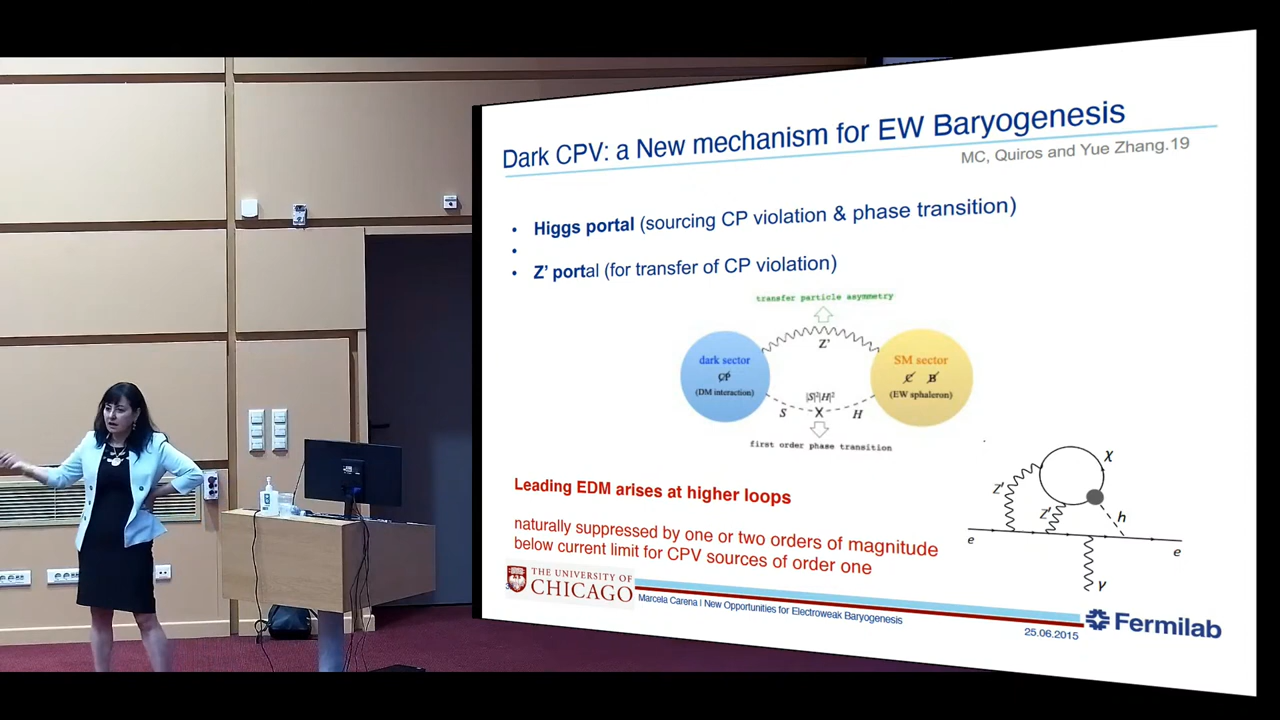 Dark CPV: a New mechanism for EW Baryogenesis
MC, Quiros and Yue Zhang.19
• Higgs portal (sourcing CP violation & phase transition)
•
• Z' portal (for transfer of CP violation)
transfer particle asymmetry
Z'
dark sector
CP
(DM interaction)
SM sector
C B
(EW sphaleron)
|S|²|H|²
S X H
first order phase transition
Leading EDM arises at higher loops
naturally suppressed by one or two orders of magnitude
below current limit for CPV sources of order one
χ
Z'
Z'
h
e
e
γ
THE UNIVERSITY OF
CHICAGO
Marcela Carena | New Opportunities for Electroweak Baryogenesis
25.06.2015
Fermilab